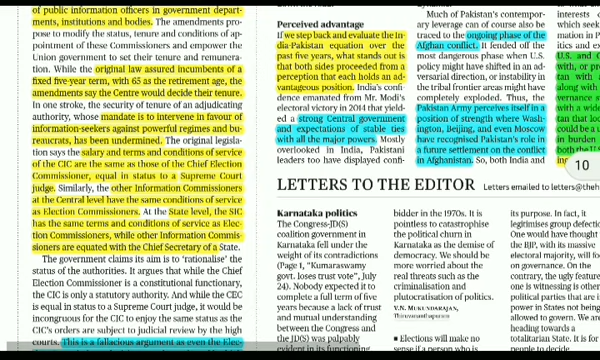 of public information officers in government depart-
ments, institutions and bodies. The amendments pro-
pose to modify the status, tenure and conditions of ap-
pointment of these Commissioners and empower the
Union government to set their tenure and remunera-
tion. While the original law assured incumbents of a
fixed five-year term, with 65 as the retirement age, the
amendments say the Centre would decide their tenure.
In one stroke, the security of tenure of an adjudicating
authority, whose mandate is to intervene in favour of
information-seekers against powerful regimes and bu-
reaucrats, has been undermined. The original legisla-
tion says the salary and terms and conditions of service
of the CIC are the same as those of the Chief Election
Commissioner, equal in status to a Supreme Court
judge. Similarly, the other Information Commissioners
at the Central level have the same conditions of service
as Election Commissioners. At the State level, the SIC
has the same terms and conditions of service as Elec-
tion Commissioners, while other Information Commis-
sioners are equated with the Chief Secretary of a State.
The government claims its aim is to 'rationalise' the
status of the authorities. It argues that while the Chief
Election Commissioner is a constitutional functionary,
the CIC is only a statutory authority. And while the CEC
is equal in status to a Supreme Court judge, it would be
incongruous for the CIC to enjoy the same status as the
CIC's orders are subject to judicial review by the high
courts. This is a fallacious argument as even the Elec-
Perceived advantage
If we step back and evaluate the In-
dia-Pakistan equation over the
past five years, what stands out is
that both sides proceeded from a
perception that each holds an ad-
vantageous position. India's confi-
dence emanated from Mr. Modi's
electoral victory in 2014 that yield-
ed a strong Central government
and expectations of stable ties
with all the major powers. Mostly
overlooked in India, Pakistani
leaders too have displayed confi-
Much of Pakistan's contempor-
ary leverage can of course also be
traced to the ongoing phase of the
Afghan conflict. It fended off the
most dangerous phase when U.S.
policy might have shifted in an ad-
versarial direction, or instability in
the tribal frontier areas might have
completely exploded. Thus, the
Pakistan Army perceives itself in a
position of strength where Wash-
ington, Beijing, and even Moscow
have recognised Pakistan's role in
a future settlement on the conflict
in Afghanistan. So, both India and
interests
which seek
mation in P
itics and ex
U.S. and
with, or pr
tan with
along with
governance s
with a wide
tan that loc
could be a
in burden
both the U.S
10
LETTERS TO THE EDITOR Letters emailed to letters@theh
Karnataka politics
The Congress-JD(S)
coalition government in
Karnataka fell under the
weight of its contradictions
(Page 1, "Kumaraswamy
govt. loses trust vote", July
24). Nobody expected it to
complete a full term of five
years because a lack of trust
and mutual understanding
between the Congress and
the JD(S) was palpably
evident in its functioning
bidder in the 1970s. It is
pointless to catastrophise
the political churn in
Karnataka as the demise of
democracy. We should be
more worried about the
real threats such as the
criminalisation and
plutocratisation of politics.
V.N. MUKUNDARAJAN,
Thiruvananthapuram
■ Elections will make no
sense if a person who is
its purpose. In fact, it
legitimises group defectio
One would have thought
the BJP, with its massive
electoral majority, will fo
on governance. On the
contrary, the ugly feature
one is witnessing is other
political parties that are i
power in States not being
allowed to govern. We are
heading towards a
totalitarian State. It is for
people to decide